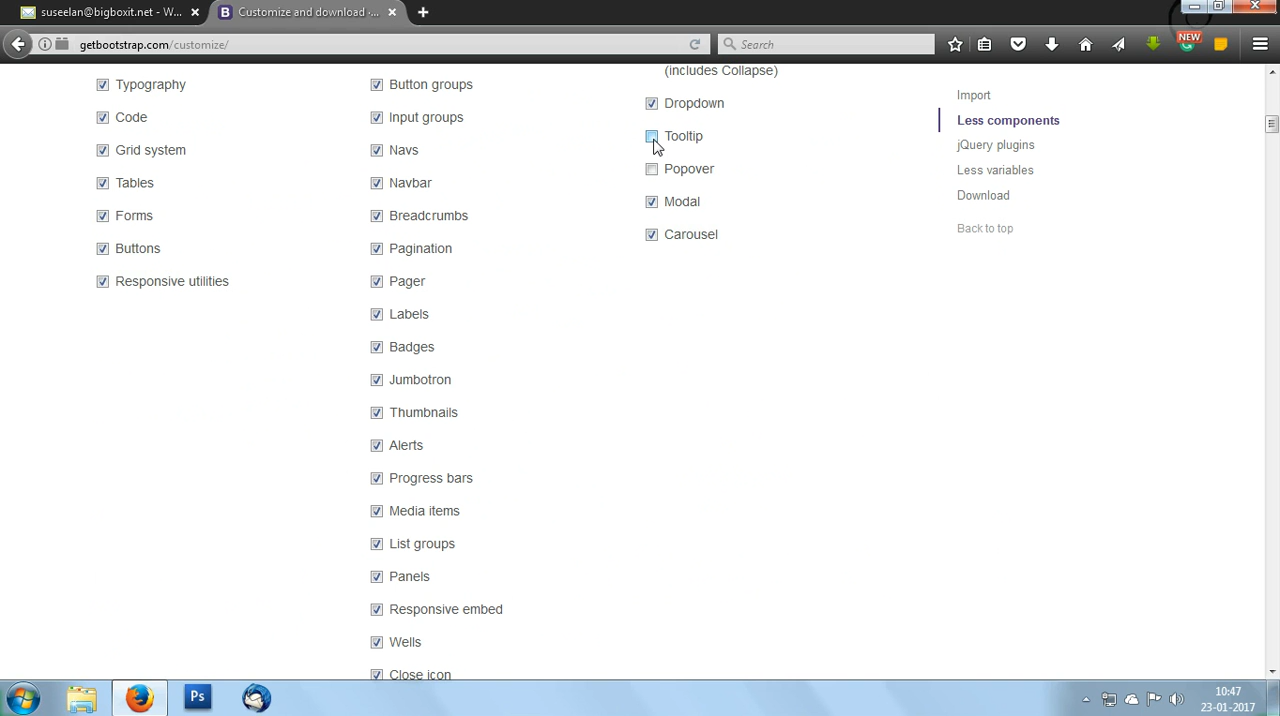 suseelan@bigboxit.net - W...
Customize and download ·...
getbootstrap.com/customize/
Search
NEW
Typography
Code
Grid system
Tables
Forms
Buttons
Responsive utilities
Button groups
Input groups
Navs
Navbar
Breadcrumbs
Pagination
Pager
Labels
Badges
Jumbotron
Thumbnails
Alerts
Progress bars
Media items
List groups
Panels
Responsive embed
Wells
Close icon
(includes Collapse)
Dropdown
Tooltip
Popover
Modal
Carousel
Import
Less components
jQuery plugins
Less variables
Download
Back to top
Ps
10:47
23-01-2017